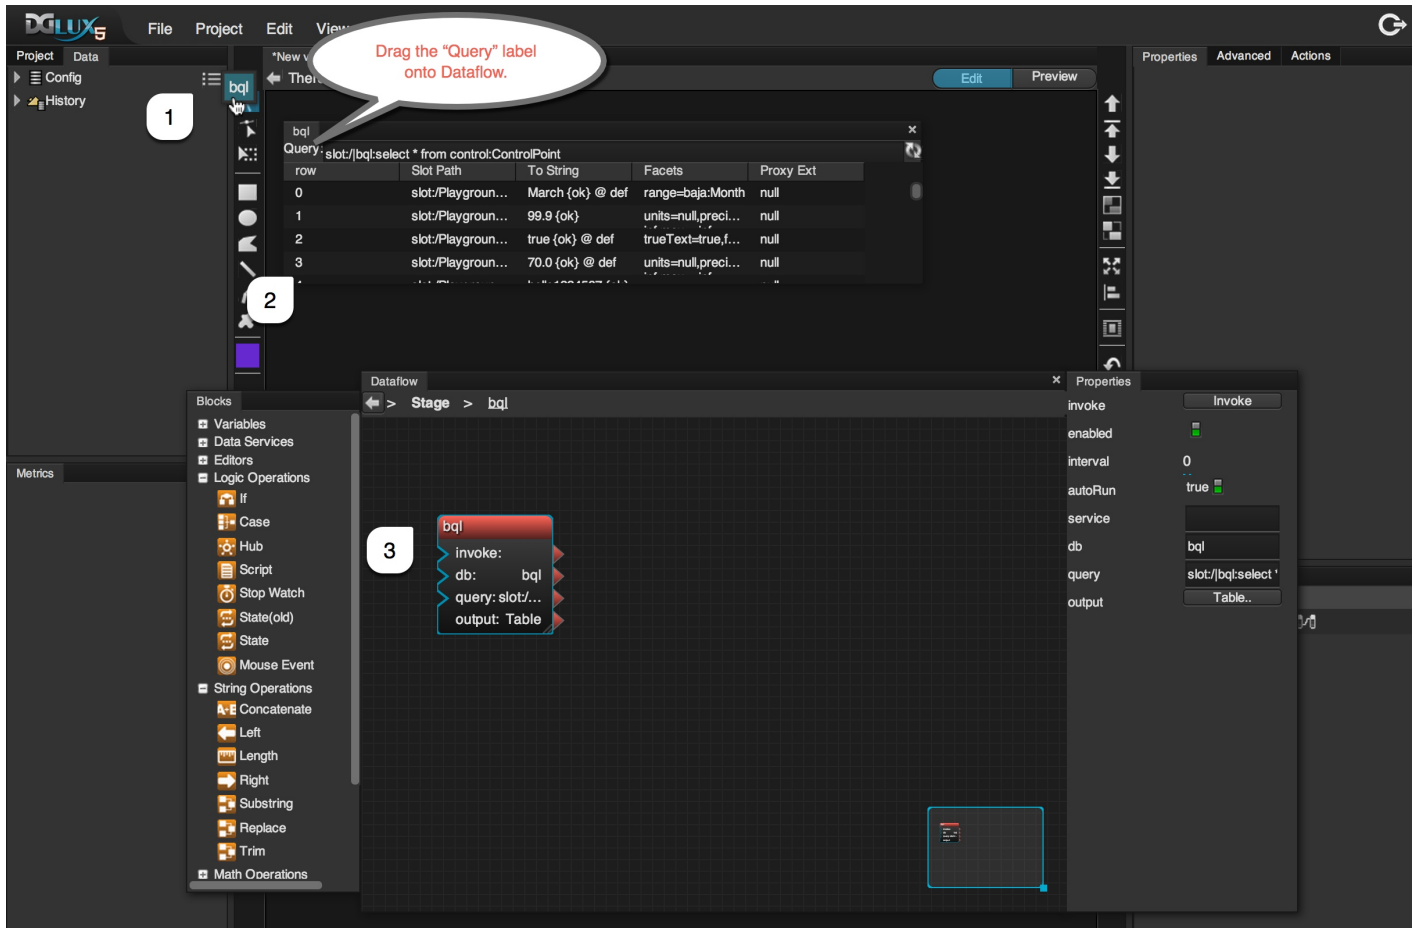 DGLUX5
File Project Edit View
Project Data
Config
History
bql
1
Drag the “Query” label
onto Dataflow.
*New
Ther
Edit Preview
bql
Query: slot:/|bql:select * from control:ControlPoint
row Slot Path To String Facets Proxy Ext
0 slot:/Playgroun... March {ok} @ def range=baja:Month null
1 slot:/Playgroun... 99.9 {ok} units=null,preci... null
2 slot:/Playgroun... true {ok} @ def trueText=true,f... null
3 slot:/Playgroun... 70.0 {ok} @ def units=null,preci... null
2
Properties Advanced Actions
Metrics
Blocks
Variables
Data Services
Editors
Logic Operations
If
Case
Hub
Script
Stop Watch
State(old)
State
Mouse Event
String Operations
Concatenate
Left
Length
Right
Substring
Replace
Trim
Math Operations
Dataflow
> Stage > bql
3
bql
invoke:
db: bql
query: slot:/...
output: Table
Properties
invoke Invoke
enabled
interval 0
autoRun true
service
db bql
query slot:/|bql:select *
output Table..